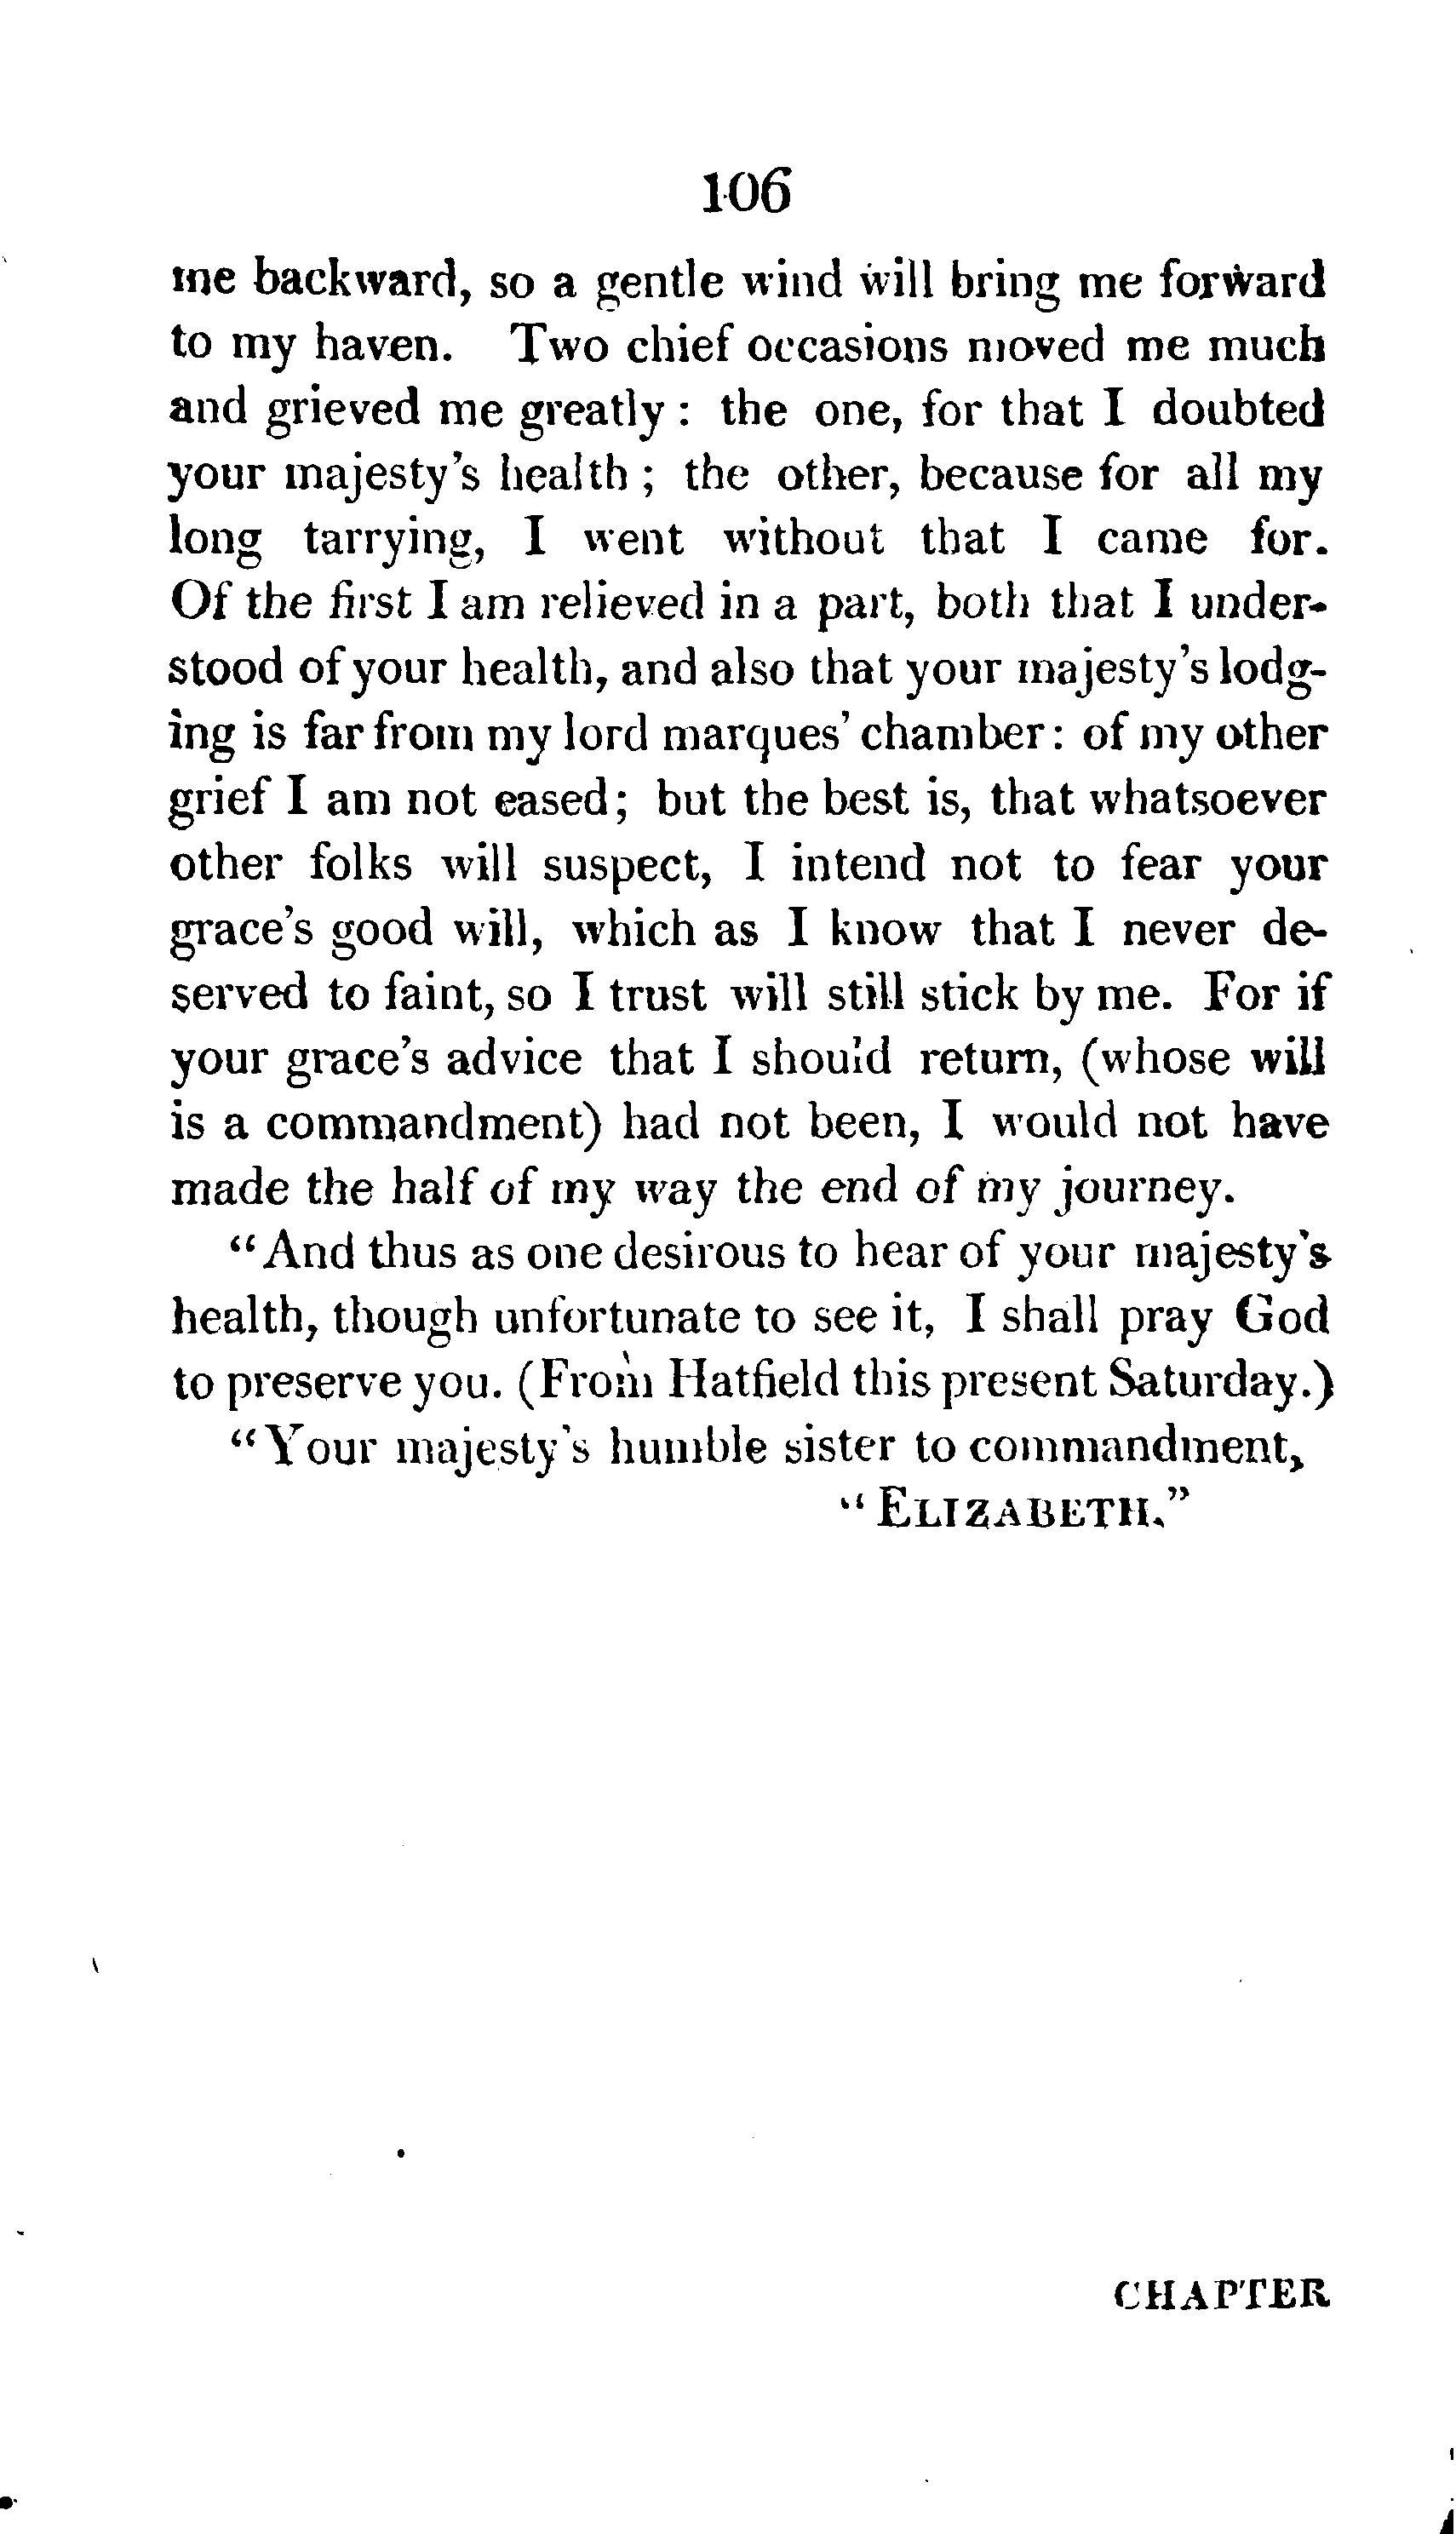 106
me backward, so a gentle wind will bring me forward
to my haven. Two chief occasions moved me much
and grieved me greatly : the one, for that I doubted
your majesty's health ; the other, because for all my
long tarrying, I went without that I came for.
Of the first I am relieved in a part, both that I under-
stood of your health, and also that your majesty's lodg-
ing is far from my lord marques' chamber : of my other
grief I am not eased ; but the best is, that whatsoever
other folks will suspect, I intend not to fear your
grace's good will, which as I know that I never de-
served to faint, so I trust will still stick by me. For if
your grace's advice that I should return, (whose will
is a commandment) had not been, I would not have
made the half of my way the end of my journey.
"And thus as one desirous to hear of your majesty's
health, though unfortunate to see it, I shall pray God
to preserve you. (From Hatfield this present Saturday.)
"Your majesty's humble sister to commandment,
"ELIZABETH."
CHAPTER